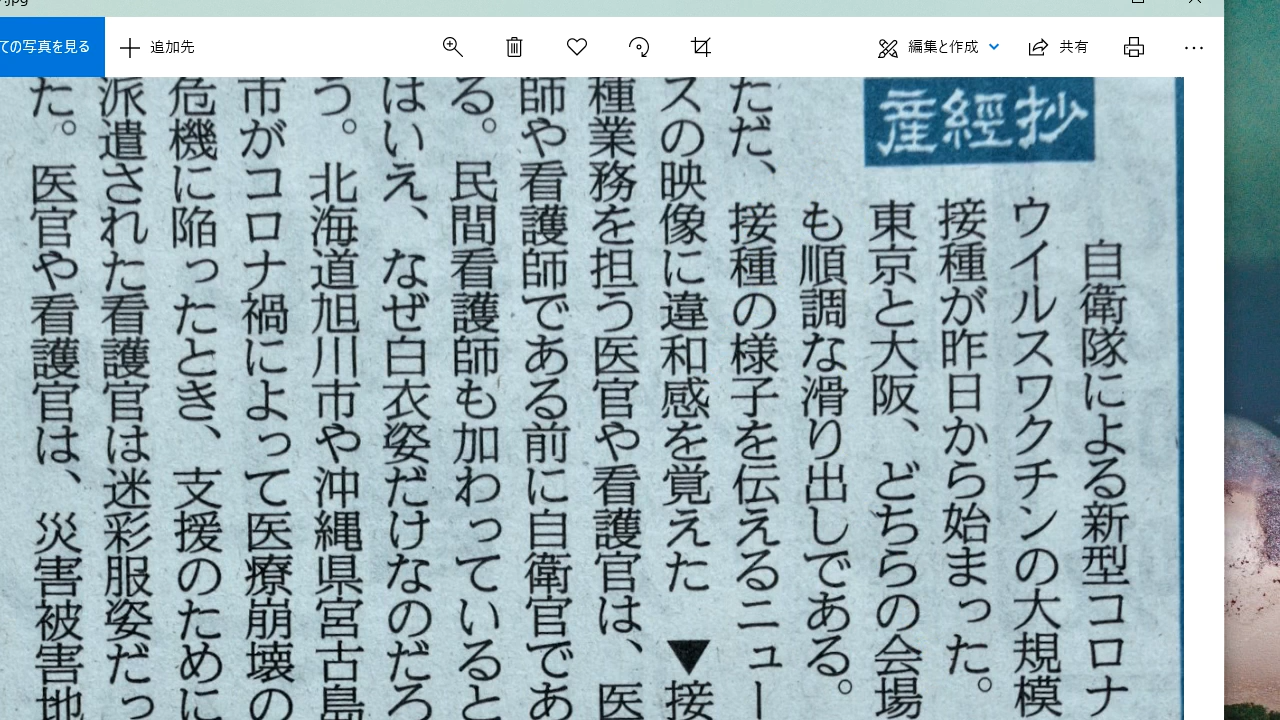 ての写真を見る
追加先
編集と作成
共有
産經抄
自衛隊による新型コロナ
ウイルスワクチンの大規模
接種が昨日から始まった。
東京と大阪、どちらの会場
も順調な滑り出しである。
ただ、接種の様子を伝えるニュー
スの映像に違和感を覚えた▼接
種業務を担う医官や看護官は、医
師や看護師である前に自衛官であ
る。民間看護師も加わっていると
はいえ、なぜ白衣姿だけなのだろ
う。北海道旭川市や沖縄県宮古島
市がコロナ禍によって医療崩壊の
危機に陥ったとき、支援のために
派遣された看護官は迷彩服姿だっ
た。医官や看護官は、災害被害地